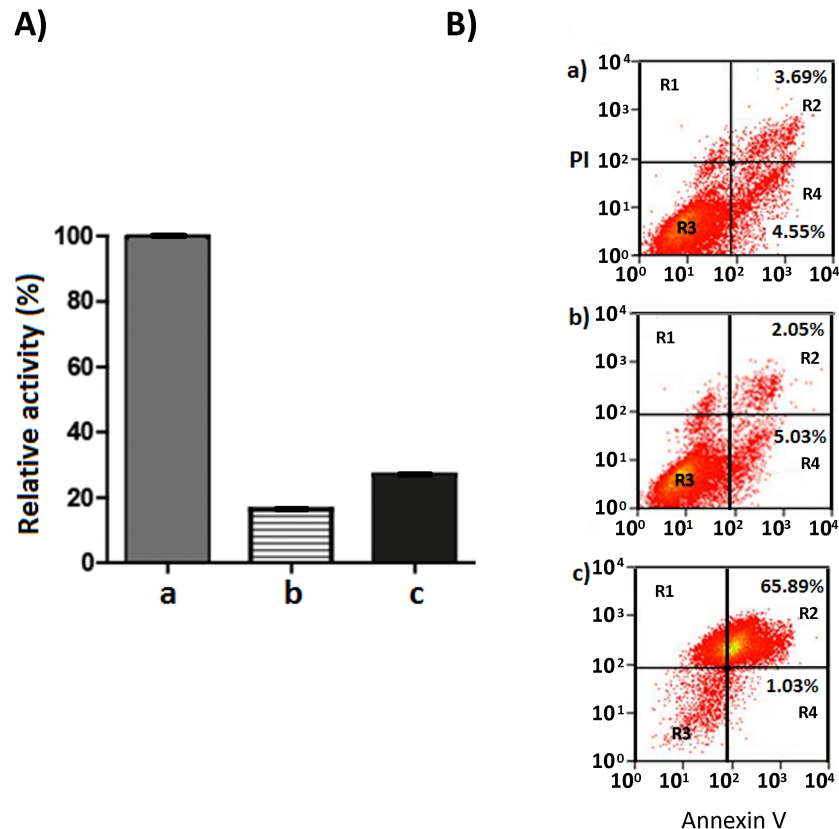 A)
B)
Relative activity (%)
100
80
60
40
20
0
a
b
c
a)
PI
10⁴
10³
10²
10¹
10⁰
R1
3.69%
R2
R3
R4
4.55%
10⁰ 10¹ 10² 10³ 10⁴
b)
10⁴
10³
10²
10¹
10⁰
R1
2.05%
R2
R3
5.03%
R4
10⁰ 10¹ 10² 10³ 10⁴
c)
10⁴
10³
10²
10¹
10⁰
R1
65.89%
R2
1.03%
R4
R3
10⁰ 10¹ 10² 10³ 10⁴
Annexin V